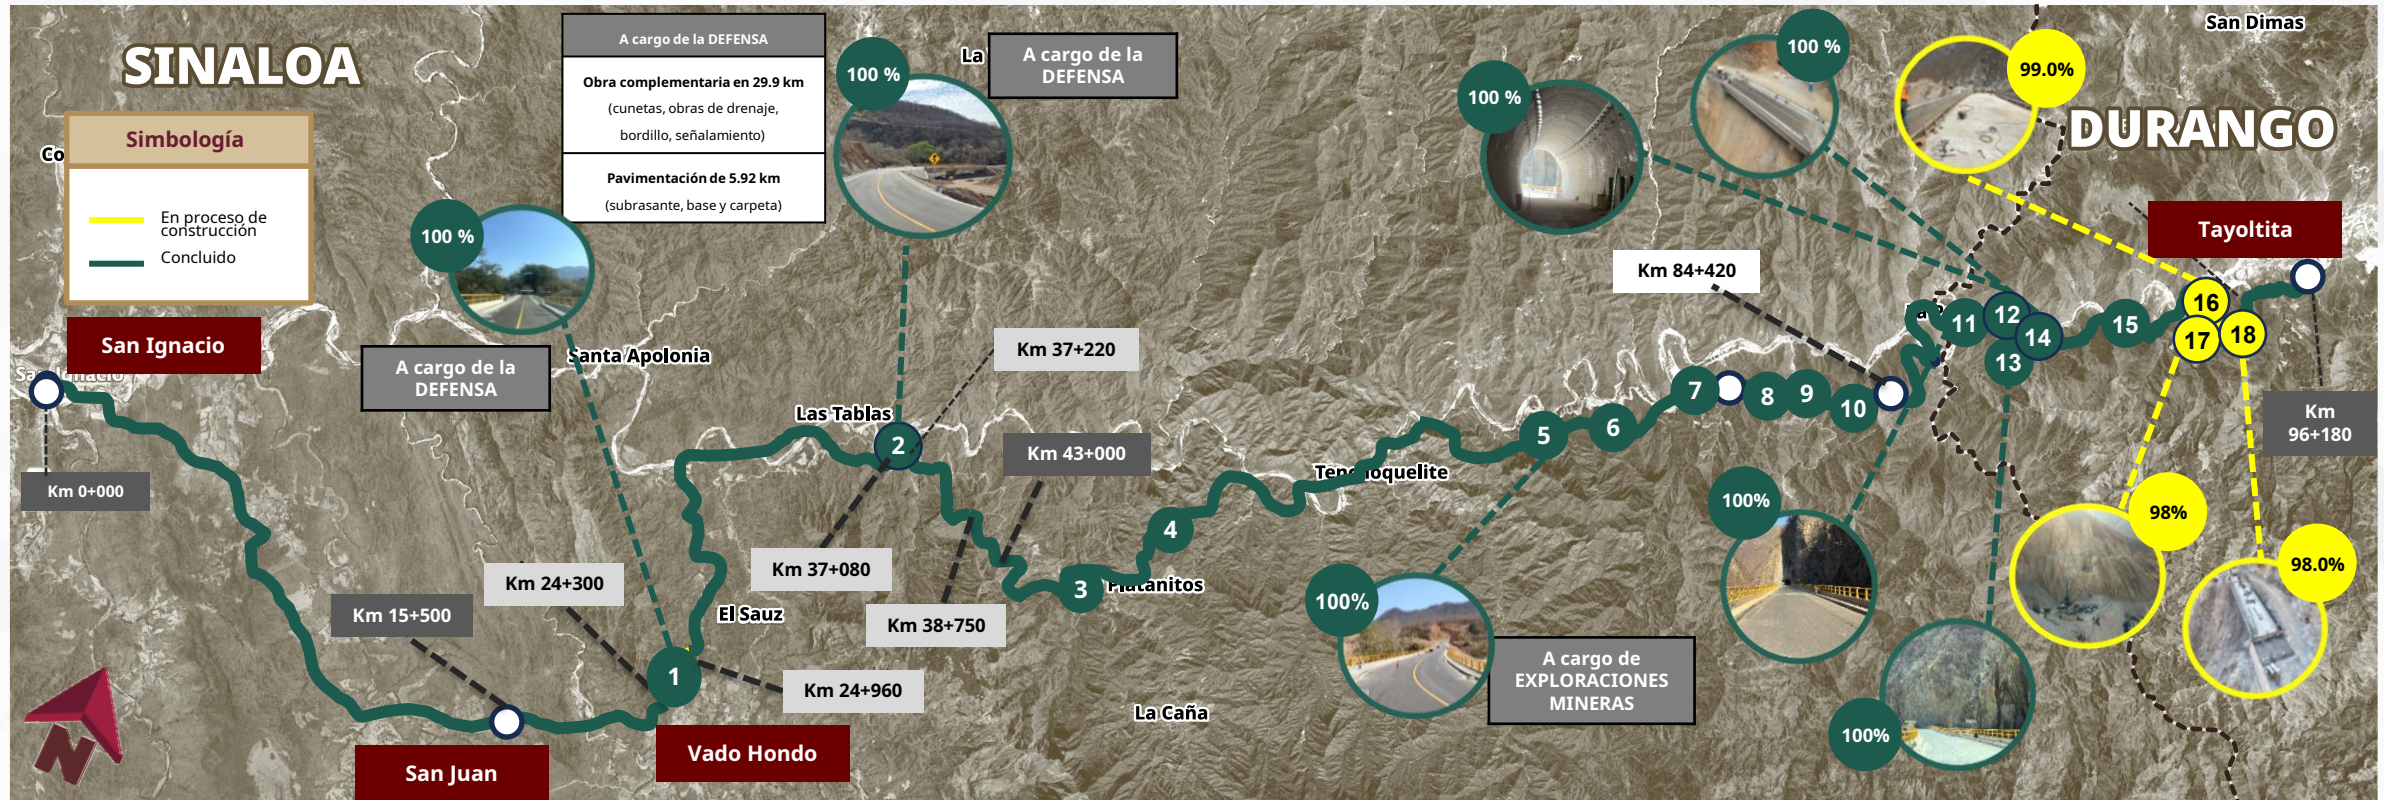 SINALOA
Simbología
En proceso de
construcción
Concluido
San Ignacio
San Ignacio
Km 0+000
Km 15+500
San Juan
100 %
A cargo de la
DEFENSA
Km 24+300
A cargo de la DEFENSA
Obra complementaria en 29.9 km
(cunetas, obras de drenaje,
bordillo, señalamiento)
Pavimentación de 5.92 km
(subrasante, base y carpeta)
Santa Apolonia
1
Vado Hondo
Km 24+960
El Sauz
100 %
La
A cargo de la
DEFENSA
Las Tablas
2
Km 37+220
Km 37+080
Km 38+750
Km 43+000
3
Platanitos
4
La Caña
Tenchoquelite
5
100%
A cargo de
EXPLORACIONES
MINERAS
6
7
8
9
10
Km 84+420
100 %
100 %
99.0%
San Dimas
DURANGO
Tayoltita
11
12
13
14
15
16
17
18
Km
96+180
100%
100%
98%
98.0%
N